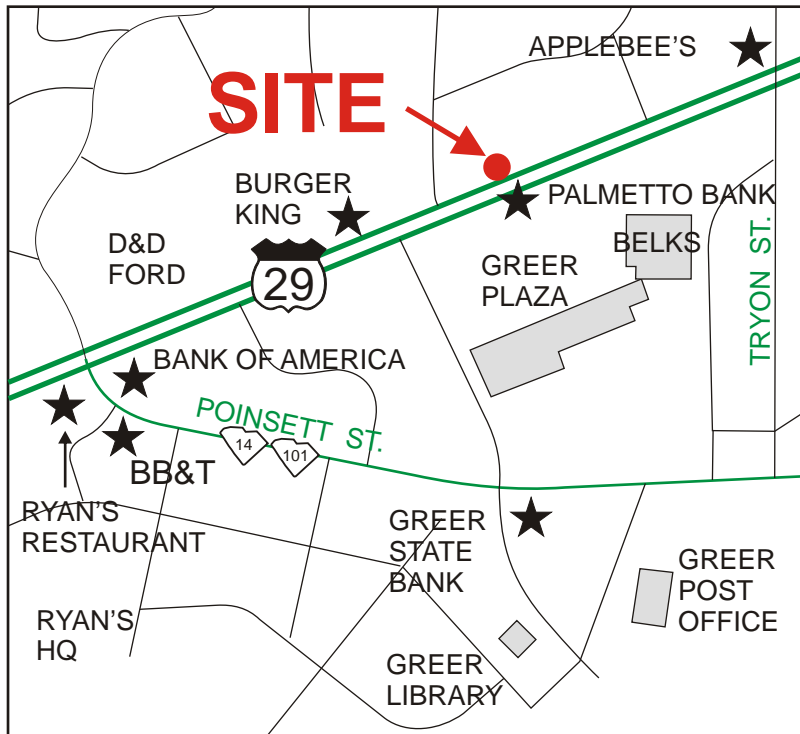 APPLEBEE'S
SITE
BURGER
KING
PALMETTO BANK
D&D
FORD
BELKS
GREER
PLAZA
29
TRYON ST.
BANK OF AMERICA
POINSETT ST.
14
101
BB&T
RYAN'S
RESTAURANT
GREER
STATE
BANK
GREER
POST
OFFICE
RYAN'S
HQ
GREER
LIBRARY